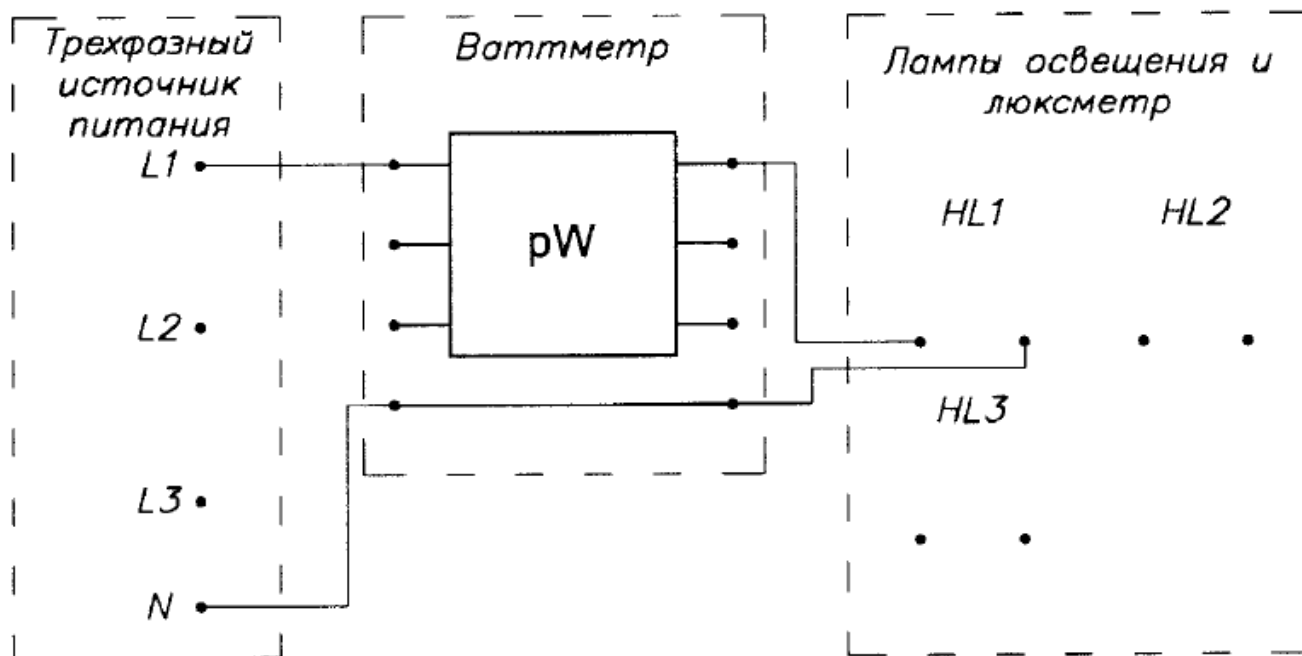 Трехфазный
источник
питания
L1
L2
L3
N
Ваттметр
pW
Лампы освещения и
люксметр
HL1
HL2
HL3